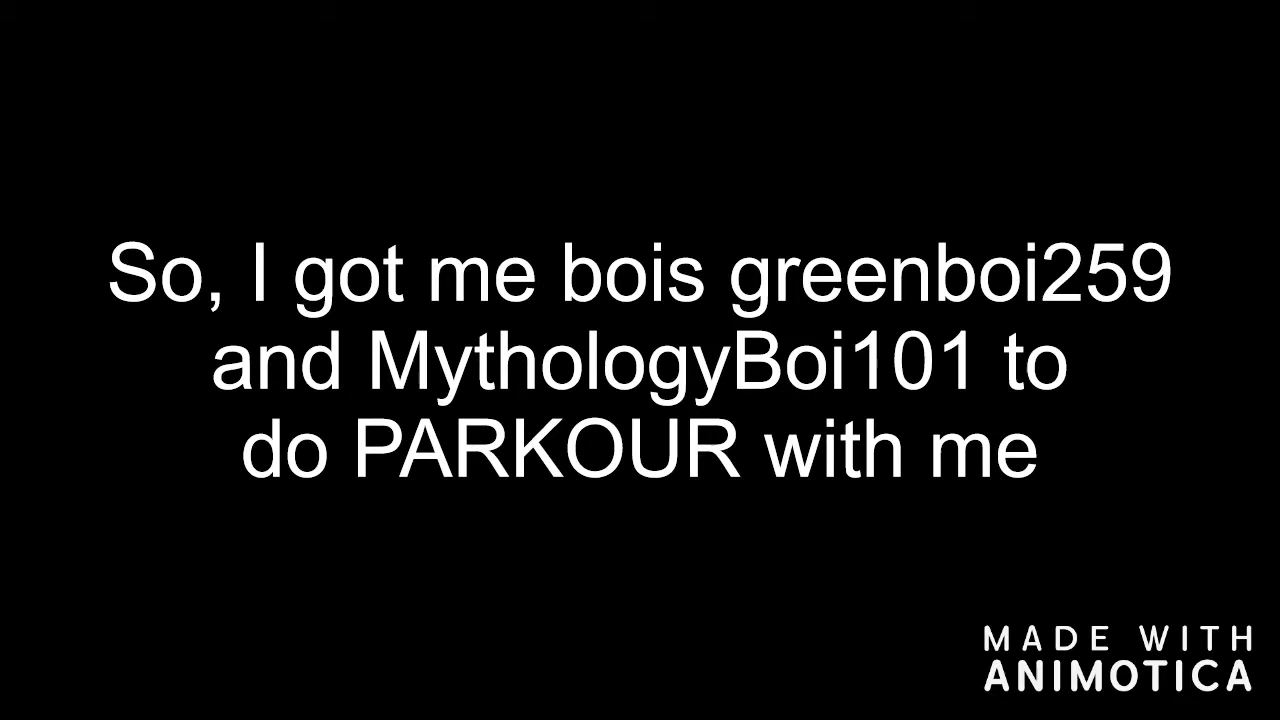 So, I got me bois greenboi259
and MythologyBoi101 to
do PARKOUR with me
MADE WITH
ANIMOTICA